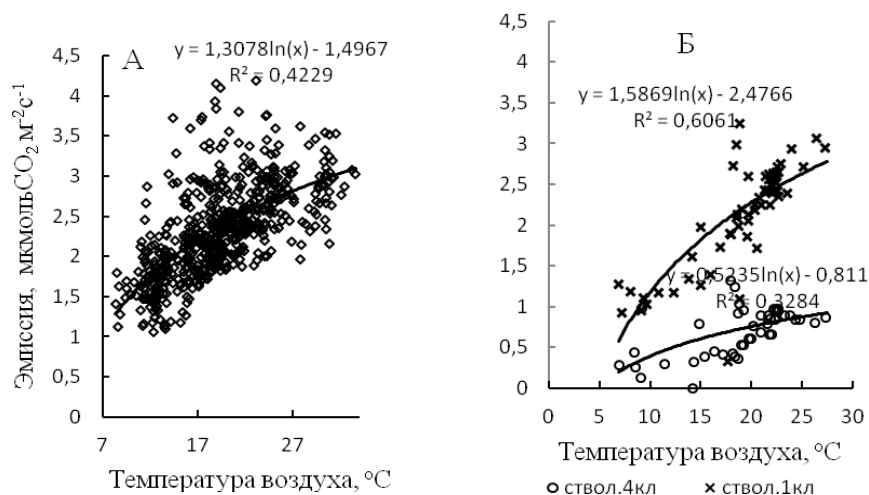 А
y = 1,3078ln(x) - 1,4967
R² = 0,4229
Эмиссия, мкмольCO₂ м⁻²с⁻¹
4,5
4
3,5
3
2,5
2
1,5
1
0,5
0
7 17 27
Температура воздуха, °С
Б
y = 1,5869ln(x) - 2,4766
R² = 0,6061
y = 0,5235ln(x) - 0,811
R² = 0,3284
4,5
4
3,5
3
2,5
2
1,5
1
0,5
0
0 5 10 15 20 25 30
Температура воздуха, °С
ствол,4кл ствол,1кл